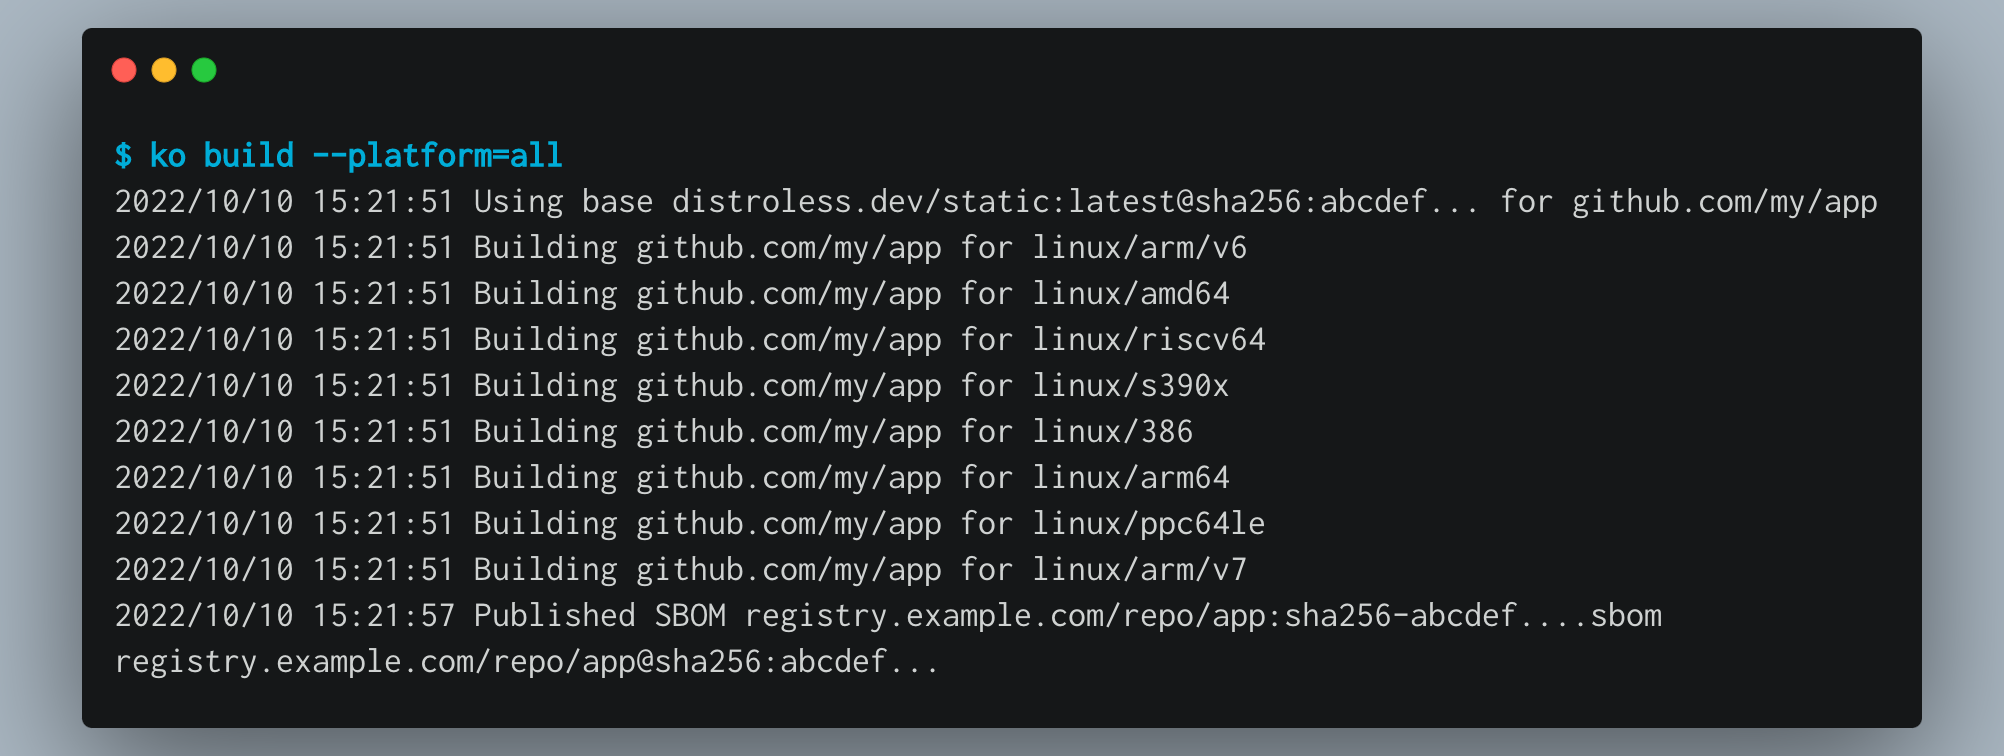 $ ko build --platform=all
2022/10/10 15:21:51 Using base distroless.dev/static:latest@sha256:abcdef... for github.com/my/app
2022/10/10 15:21:51 Building github.com/my/app for linux/arm/v6
2022/10/10 15:21:51 Building github.com/my/app for linux/amd64
2022/10/10 15:21:51 Building github.com/my/app for linux/riscv64
2022/10/10 15:21:51 Building github.com/my/app for linux/s390x
2022/10/10 15:21:51 Building github.com/my/app for linux/386
2022/10/10 15:21:51 Building github.com/my/app for linux/arm64
2022/10/10 15:21:51 Building github.com/my/app for linux/ppc64le
2022/10/10 15:21:51 Building github.com/my/app for linux/arm/v7
2022/10/10 15:21:57 Published SBOM registry.example.com/repo/app:sha256-abcdef....sbom
registry.example.com/repo/app@sha256:abcdef...